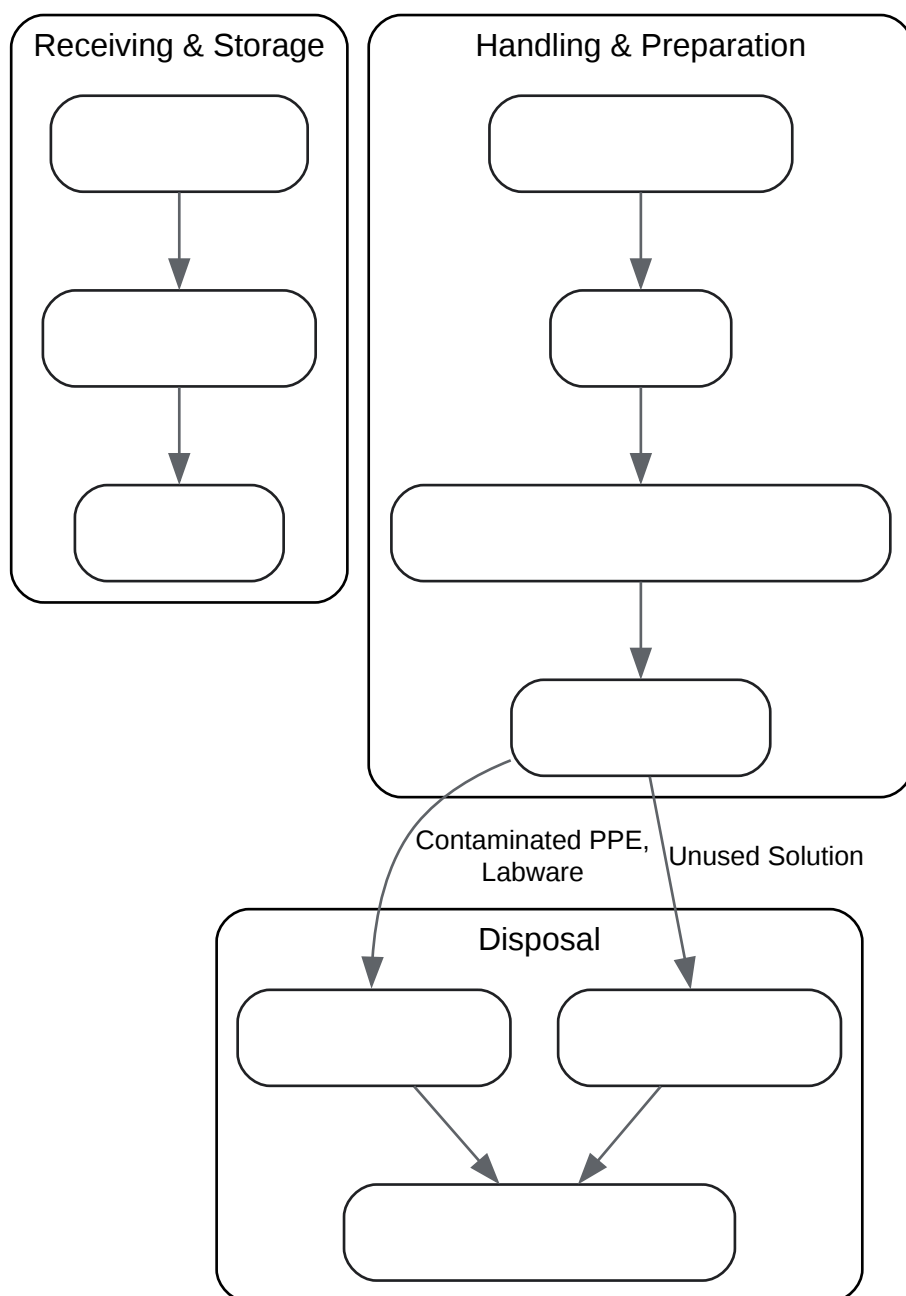 Receiving & Storage
Handling & Preparation
Contaminated PPE,
Labware
Unused Solution
Disposal